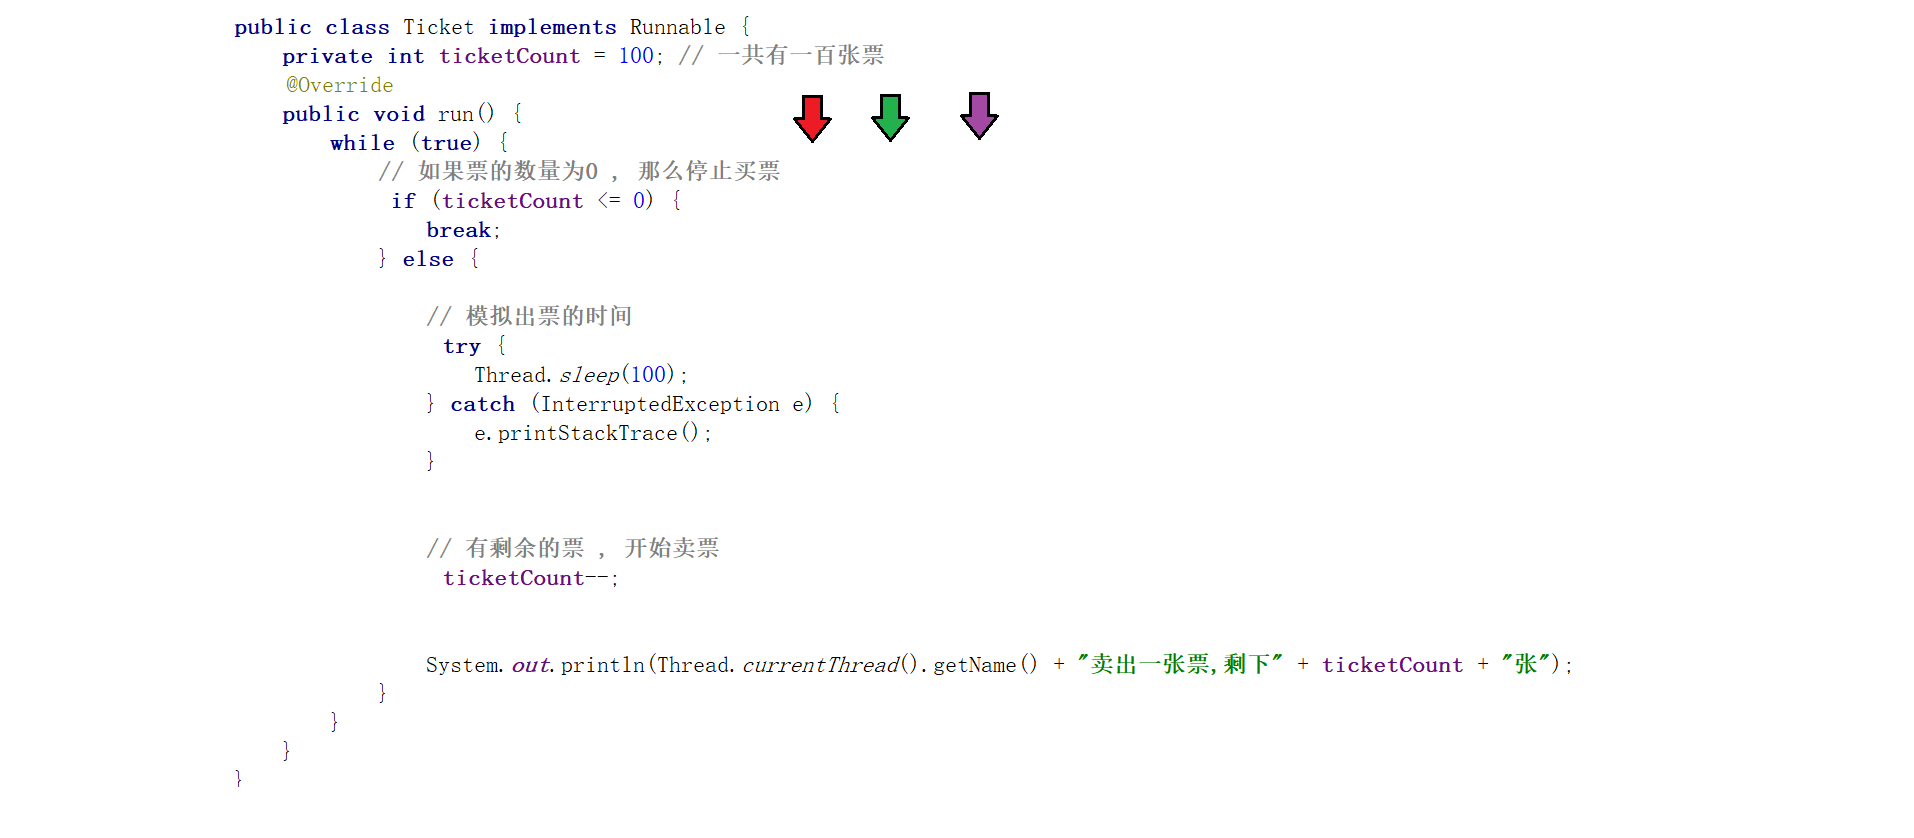 public class Ticket implements Runnable {
private int ticketCount = 100; // 一共有一百张票
@Override
public void run() {
while (true) {
// 如果票的数量为0 , 那么停止买票
if (ticketCount <= 0) {
break;
} else {
// 模拟出票的时间
try {
Thread.sleep(100);
} catch (InterruptedException e) {
e.printStackTrace();
}
// 有剩余的票 , 开始卖票
ticketCount--;
System.out.println(Thread.currentThread().getName() + "卖出一张票,剩下" + ticketCount + "张");
}
}
}
}